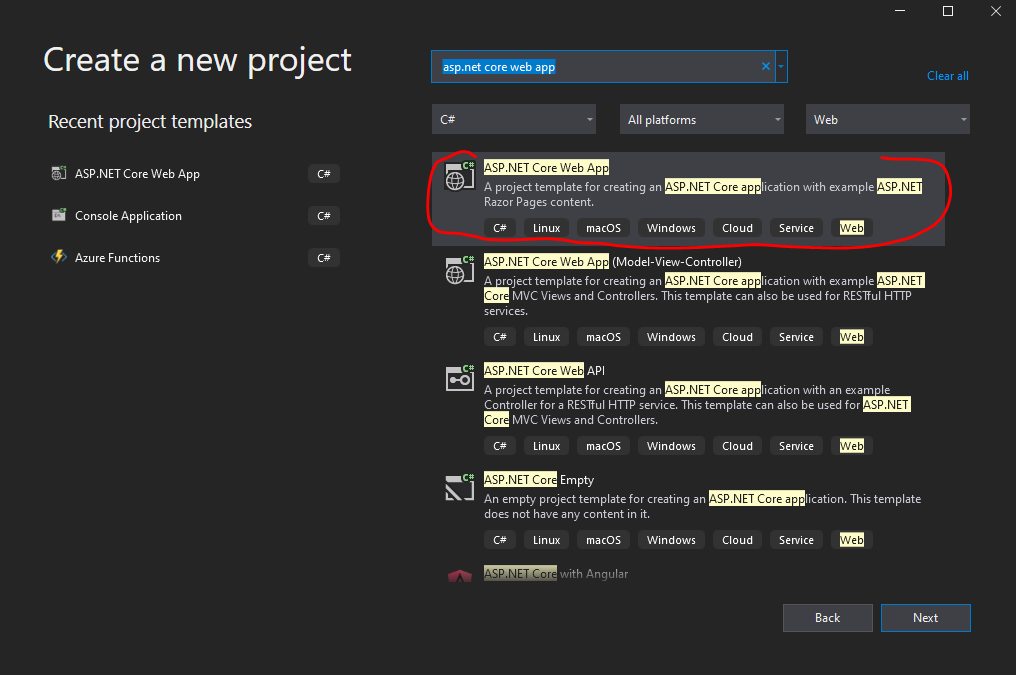 Create a new project
asp.net core web app
Clear all
Recent project templates
C#
All platforms
Web
ASP.NET Core Web App
C#
Console Application
C#
Azure Functions
C#
C#
ASP.NET Core Web App
A project template for creating an ASP.NET Core application with example ASP.NET
Razor Pages content.
C# Linux macOS Windows Cloud Service Web
C#
ASP.NET Core Web App (Model-View-Controller)
A project template for creating an ASP.NET Core application with example ASP.NET
Core MVC Views and Controllers. This template can also be used for RESTful HTTP
services.
C# Linux macOS Windows Cloud Service Web
C#
ASP.NET Core Web API
A project template for creating an ASP.NET Core application with an example
Controller for a RESTful HTTP service. This template can also be used for ASP.NET
Core MVC Views and Controllers.
C# Linux macOS Windows Cloud Service Web
C#
ASP.NET Core Empty
An empty project template for creating an ASP.NET Core application. This template
does not have any content in it.
C# Linux macOS Windows Cloud Service Web
ASP.NET Core with Angular
Back
Next